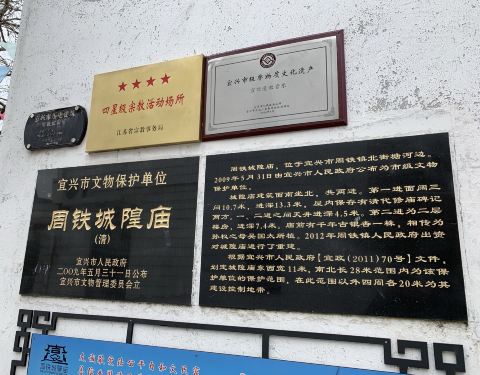 ★★★★
四星级宗教活动场所
江苏省宗教事务局
宜兴市级非物质文化遗产
宜兴道教音乐
宜兴市文物保护单位
周铁城隍庙
(清)
宜兴市人民政府
二〇〇九年五月三十一日公布
宜兴市文物管理委员会立
周铁城隍庙，位于宜兴市周铁镇北街塘河边。
2009年5月31日由宜兴市人民政府公布为市级文物
保护单位。
城隍庙建筑面南坐北，共两进。第一进面阔三
间10.7米，进深13.3米，屋内保存有清代修庙碑记
两方。一、二进之间天井进深4.5米。第二进为二层
楼房，进深7.4米。庙前有千年古银杏一株，相传为
孙权之母吴国太所植。2012年周铁镇人民政府出资
对城隍庙进行了重建。
根据宜兴市人民政府【宜政（2011）70号】文件，
划定城隍庙东西宽11米，南北长28米范围内为该保
护单位的保护范围，在此范围以外四周各20米为其
建设控制地带。